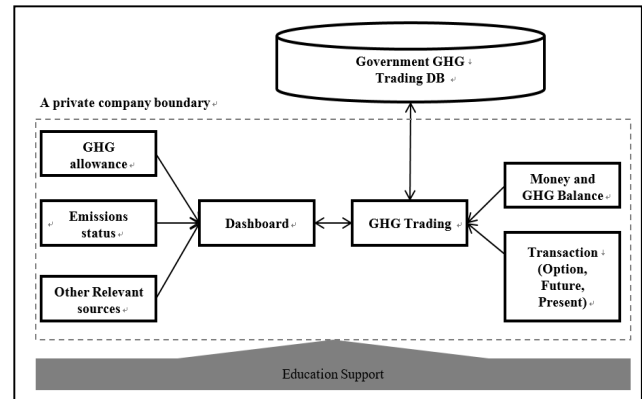 Government GHG
Trading DB
A private company boundary
GHG
allowance
Emissions
status
Other Relevant
sources
Dashboard
GHG Trading
Money and
GHG Balance
Transaction
(Option,
Future,
Present)
Education Support